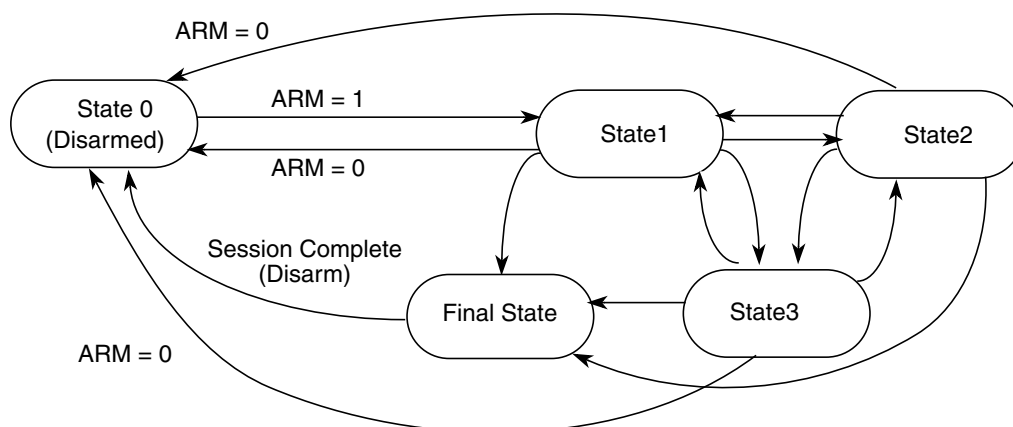 ARM = 0
State 0
(Disarmed)
ARM = 1
State1
State2
ARM = 0
Session Complete
(Disarm)
Final State
State3
ARM = 0